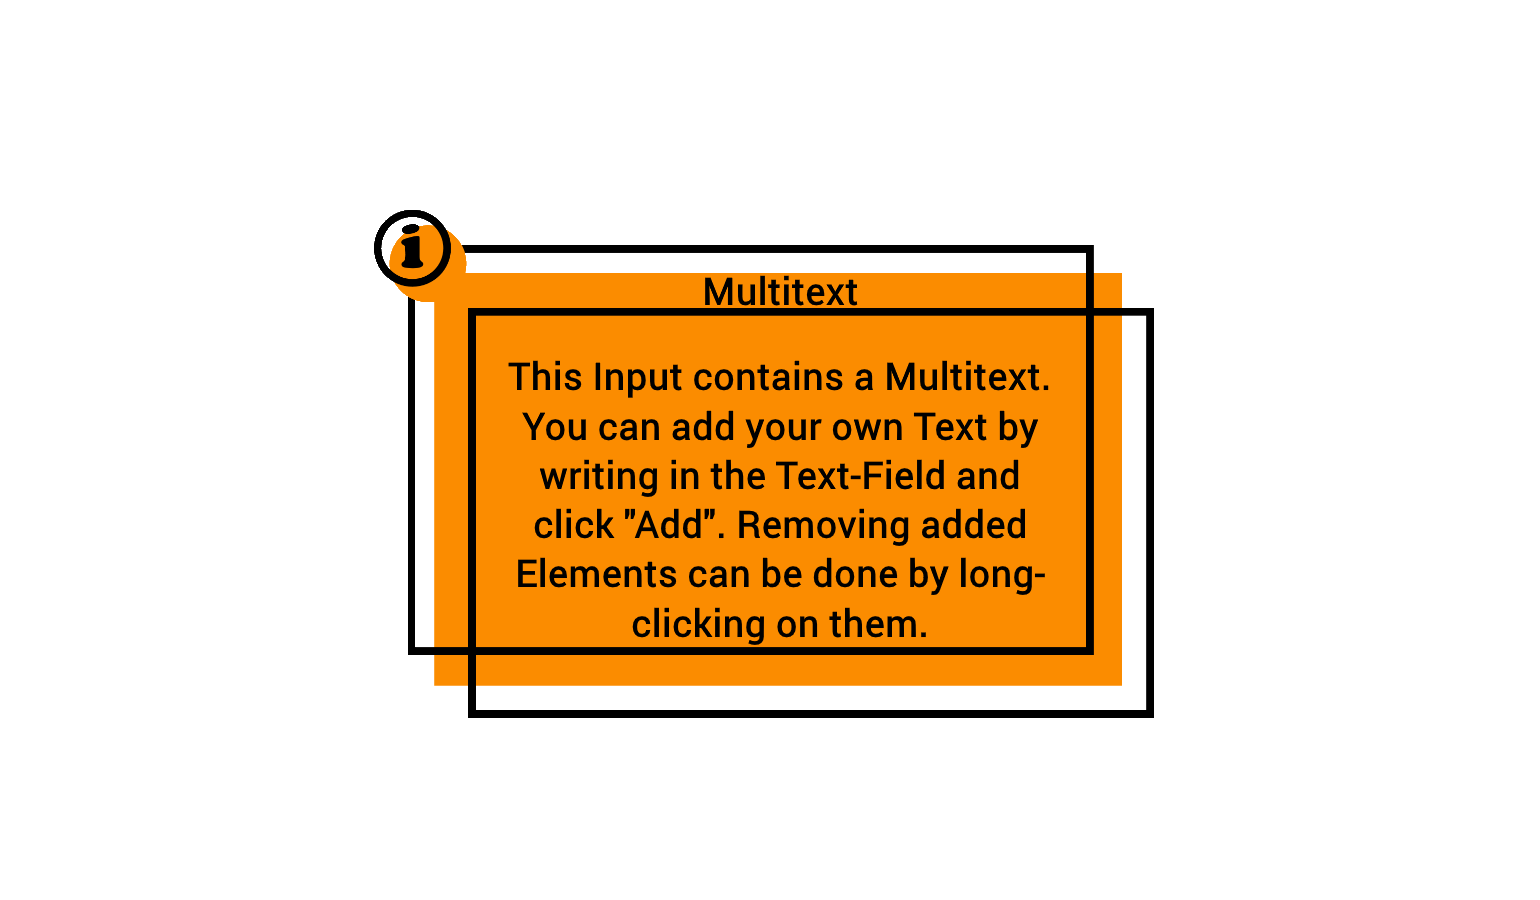 i
Multitext
This Input contains a Multitext.
You can add your own Text by
writing in the Text-Field and
click "Add". Removing added
Elements can be done by long-
clicking on them.